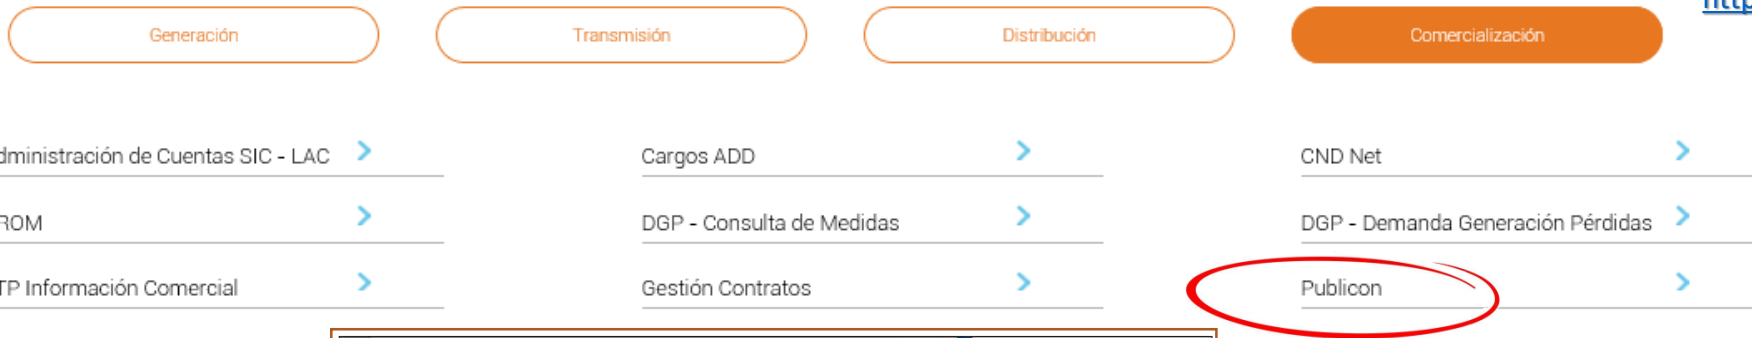 http
Generación Transmisión Distribución Comercialización
dministración de Cuentas SIC - LAC Cargos ADD CND Net
ROM DGP - Consulta de Medidas DGP - Demanda Generación Pérdidas
TP Información Comercial Gestión Contratos Publicon